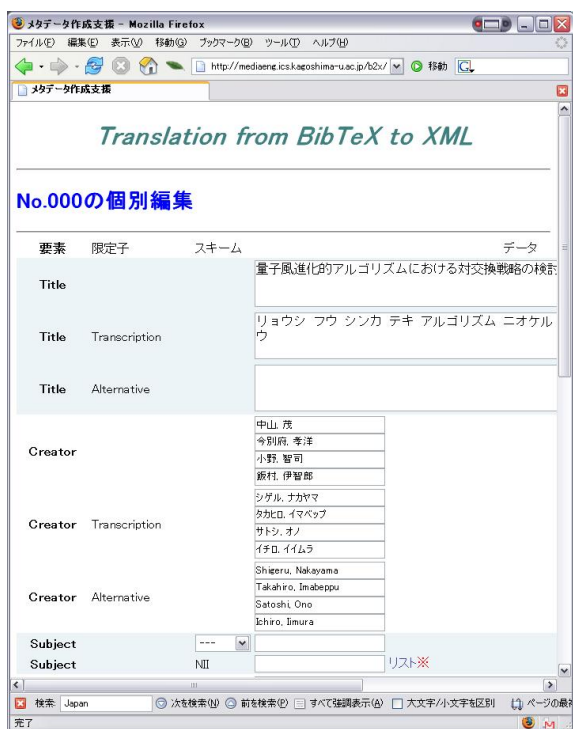 メタデータ作成支援 - Mozilla Firefox
ファイル(F) 編集(E) 表示(V) 移動(G) ブックマーク(B) ツール(T) ヘルプ(H)
http://mediaeng.ics.kagoshima-u.ac.jp/b2x/ 移動 G
メタデータ作成支援
Translation from BibTeX to XML
No.000の個別編集
要素 限定子 スキーム データ
Title 量子風進化的アルゴリズムにおける対交換戦略の検討
Title Transcription リョウシ フウ シンカ テキ アルゴリズム ニオケル
ウ
Title Alternative
中山, 茂
今別府, 孝洋
Creator
小野, 智司
飯村, 伊智郎
シゲル, ナカヤマ
タカヒロ, イマベップ
Creator Transcription
サトシ, オノ
イチロ, イイムラ
Shigeru, Nakayama
Takahiro, Imabeppu
Creator Alternative
Satoshi, Ono
Ichiro, Iimura
Subject ---
Subject NII リスト※
検索: Japan 次を検索(N) 前を検索(P) すべて強調表示(A) 大文字/小文字を区別 ページの最
完了